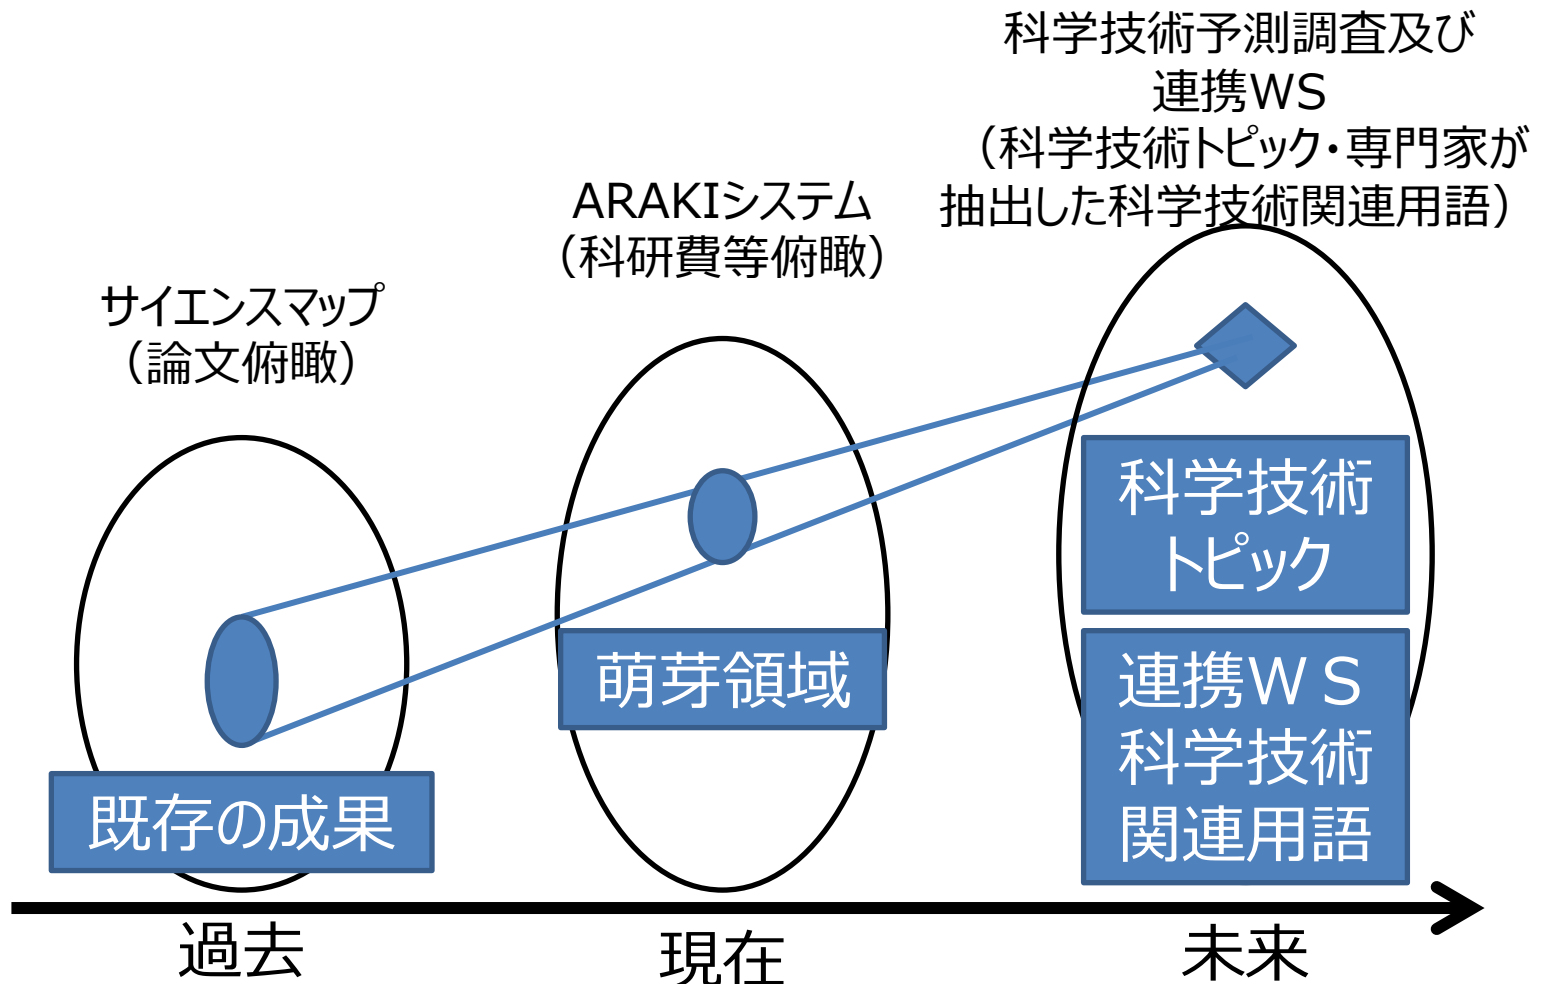 科学技術予測調査及び
連携WS
（科学技術トピック・専門家が
抽出した科学技術関連用語）
ARAKIシステム
（科研費等俯瞰）
サイエンスマップ
（論文俯瞰）
科学技術
トピック
萌芽領域
連携ＷＳ
科学技術
関連用語
既存の成果
過去
現在
未来